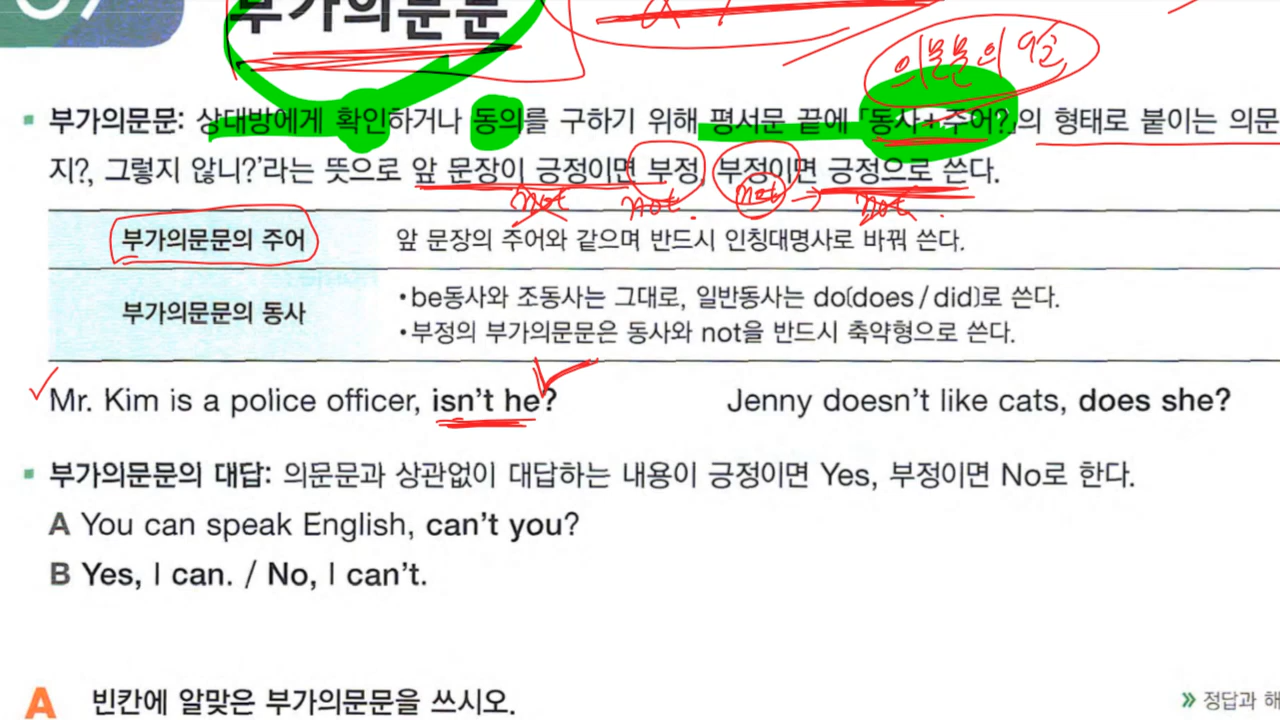 부가의문문
의문문의 어순
부가의문문: 상대방에게 확인하거나 동의를 구하기 위해 평서문 끝에 「동사+주어?」의 형태로 붙이는 의문
지?, 그렇지 않니?’라는 뜻으로 앞 문장이 긍정이면 부정, 부정이면 긍정으로 쓴다.
not not. not → not.
부가의문문의 주어 앞 문장의 주어와 같으며 반드시 인칭대명사로 바꿔 쓴다.
•be동사와 조동사는 그대로, 일반동사는 do(does / did)로 쓴다.
부가의문문의 동사
•부정의 부가의문문은 동사와 not을 반드시 축약형으로 쓴다.
Mr. Kim is a police officer, isn’t he? Jenny doesn’t like cats, does she?
부가의문문의 대답: 의문문과 상관없이 대답하는 내용이 긍정이면 Yes, 부정이면 No로 한다.
A You can speak English, can’t you?
B Yes, I can. / No, I can’t.
A 빈칸에 알맞은 부가의문문을 쓰시오.
» 정답과 해